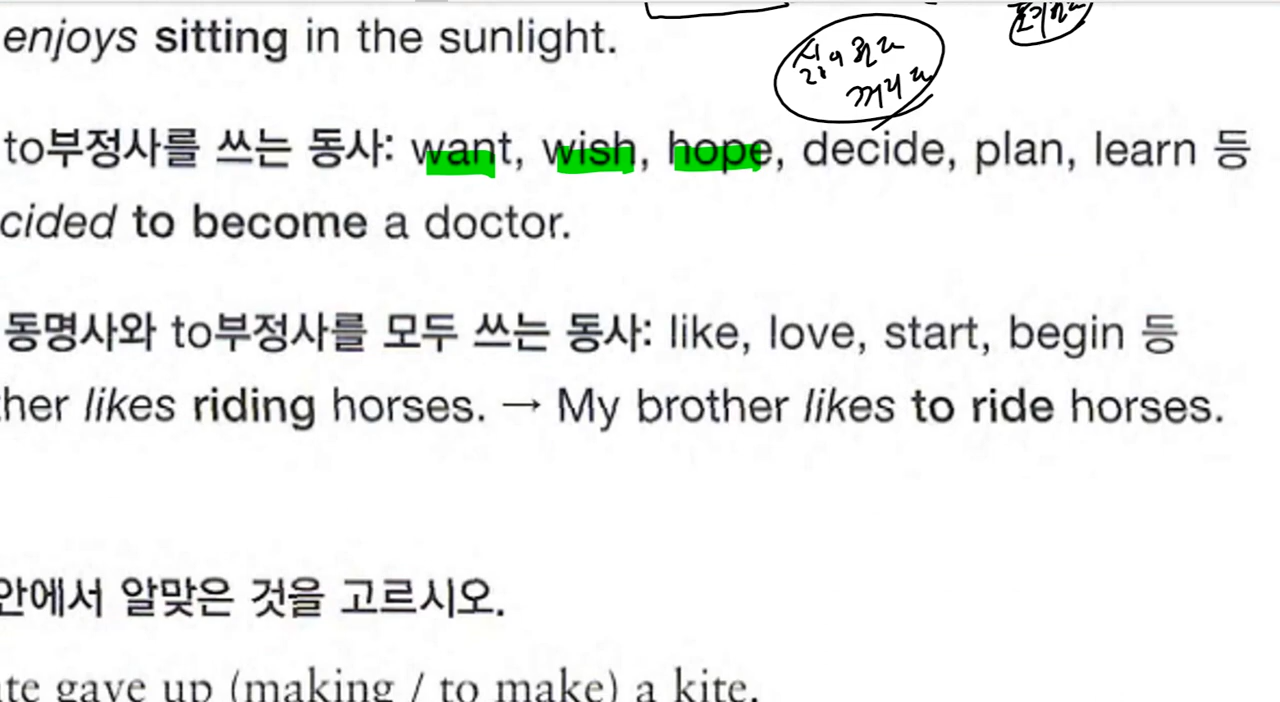 enjoys sitting in the sunlight.
to부정사를 쓰는 동사: want, wish, hope, decide, plan, learn 등
cided to become a doctor.
동명사와 to부정사를 모두 쓰는 동사: like, love, start, begin 등
her likes riding horses. → My brother likes to ride horses.
안에서 알맞은 것을 고르시오.
te gave up (making / to make) a kite.